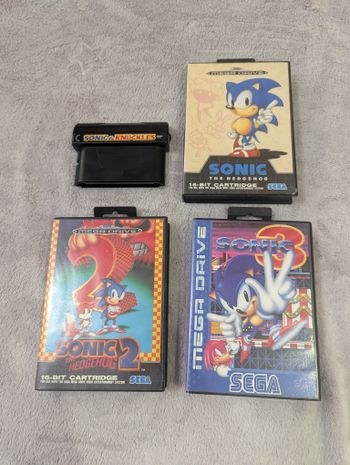 SONIC & KNUCKLES
MEGA DRIVE
SONIC
THE HEDGEHOG
16-BIT CARTRIDGE
SEGA
MEGA DRIVE
2
SONIC
THE HEDGEHOG 2
16-BIT CARTRIDGE
SEGA
SONIC 3
MEGA DRIVE
SEGA